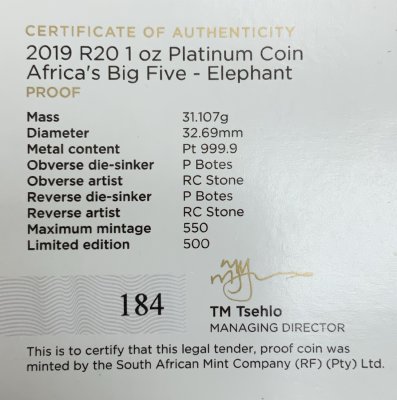 CERTIFICATE OF AUTHENTICITY
2019 R20 1 oz Platinum Coin
Africa's Big Five - Elephant
PROOF
Mass 31.107g
Diameter 32.69mm
Metal content Pt 999.9
Obverse die-sinker P Botes
Obverse artist RC Stone
Reverse die-sinker P Botes
Reverse artist RC Stone
Maximum mintage 550
Limited edition 500
184
TM Tsehlo
MANAGING DIRECTOR
This is to certify that this legal tender, proof coin was
minted by the South African Mint Company (RF) (Pty) Ltd.